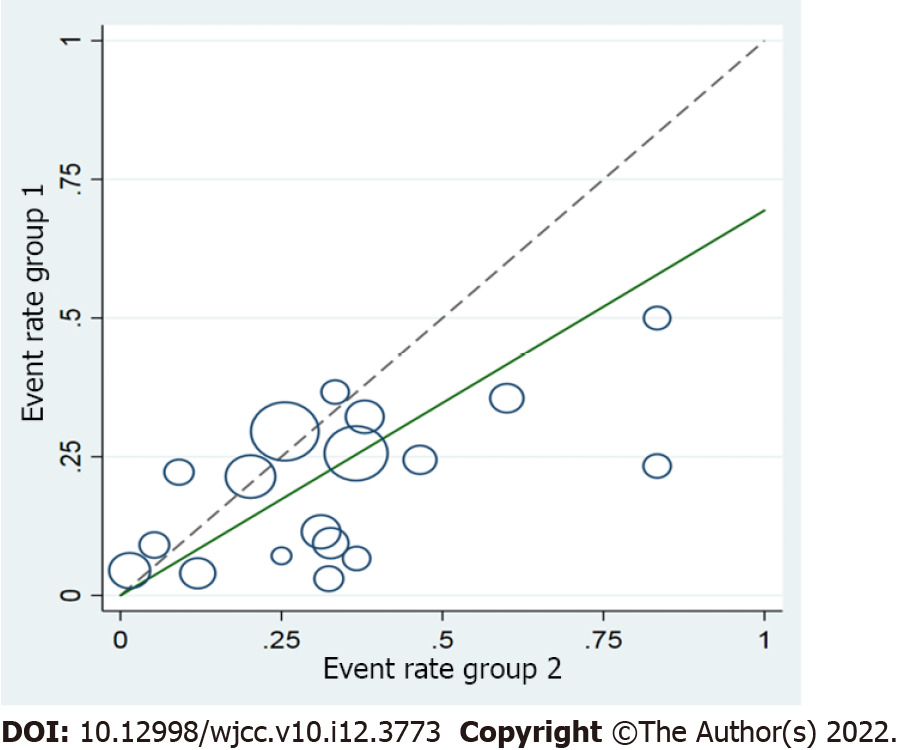 1
.75
.5
.25
0
Event rate group 1
0 .25 .5 .75 1
Event rate group 2
DOI: 10.12998/wjcc.v10.i12.3773 Copyright ©The Author(s) 2022.